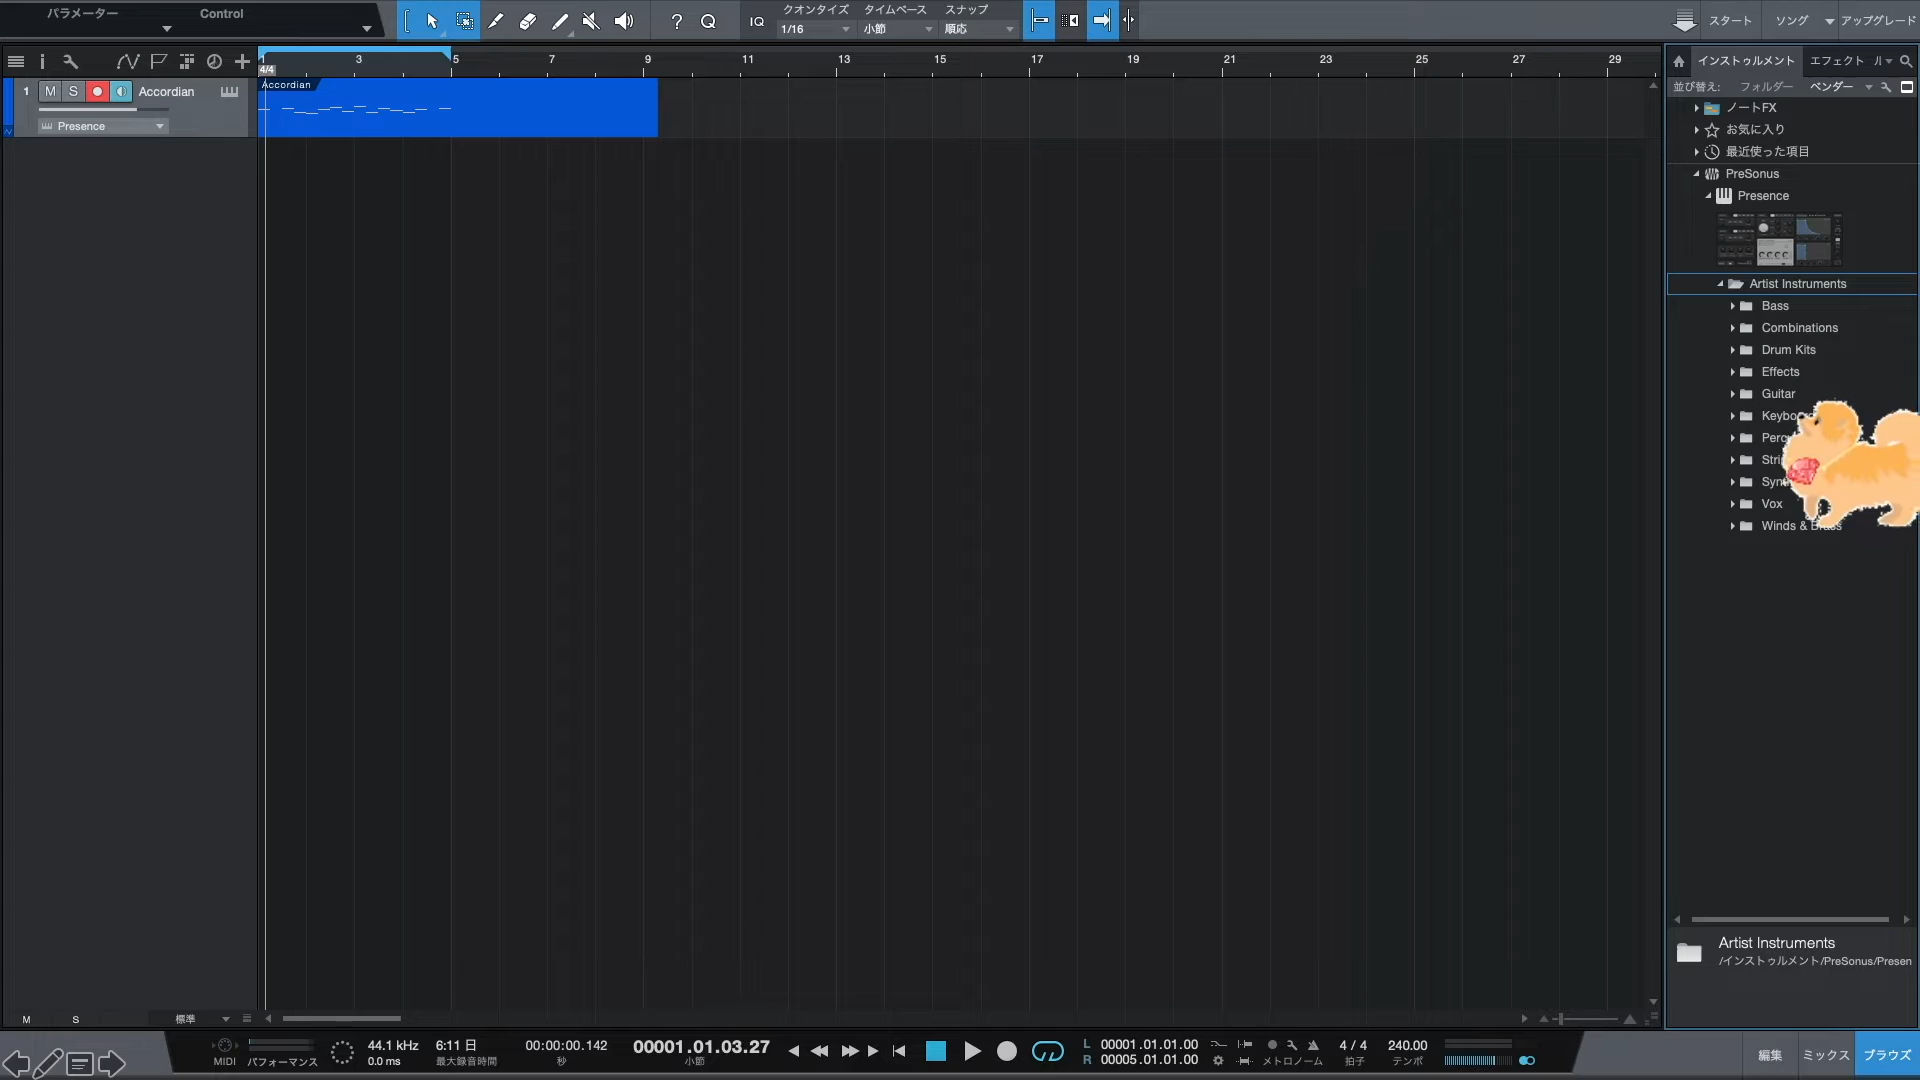 パラメーター Control
IQ
クオンタイズ タイムベース スナップ
1/16 小節 順応
スタート ソング アップグレード
3 5 7 9 11 13 15 17 19 21 23 25 27 29
4/4
1 M S Accordian
Presence
Accordian
インストゥルメント エフェクト
並び替え: フォルダー ベンダー
ノートFX
お気に入り
最近使った項目
PreSonus
Presence
Artist Instruments
Bass
Combinations
Drum Kits
Effects
Guitar
Vox
Winds & Brass
Artist Instruments
/インストゥルメント/PreSonus/Presen
M S 標準
MIDI パフォーマンス
44.1 kHz
0.0 ms
6:11 日
最大録音時間
00:00:00.142
秒
00001.01.03.27
小節
L 00001.01.01.00
R 00005.01.01.00
メトロノーム
4 / 4
拍子
240.00
テンポ
編集 ミックス ブラウズ